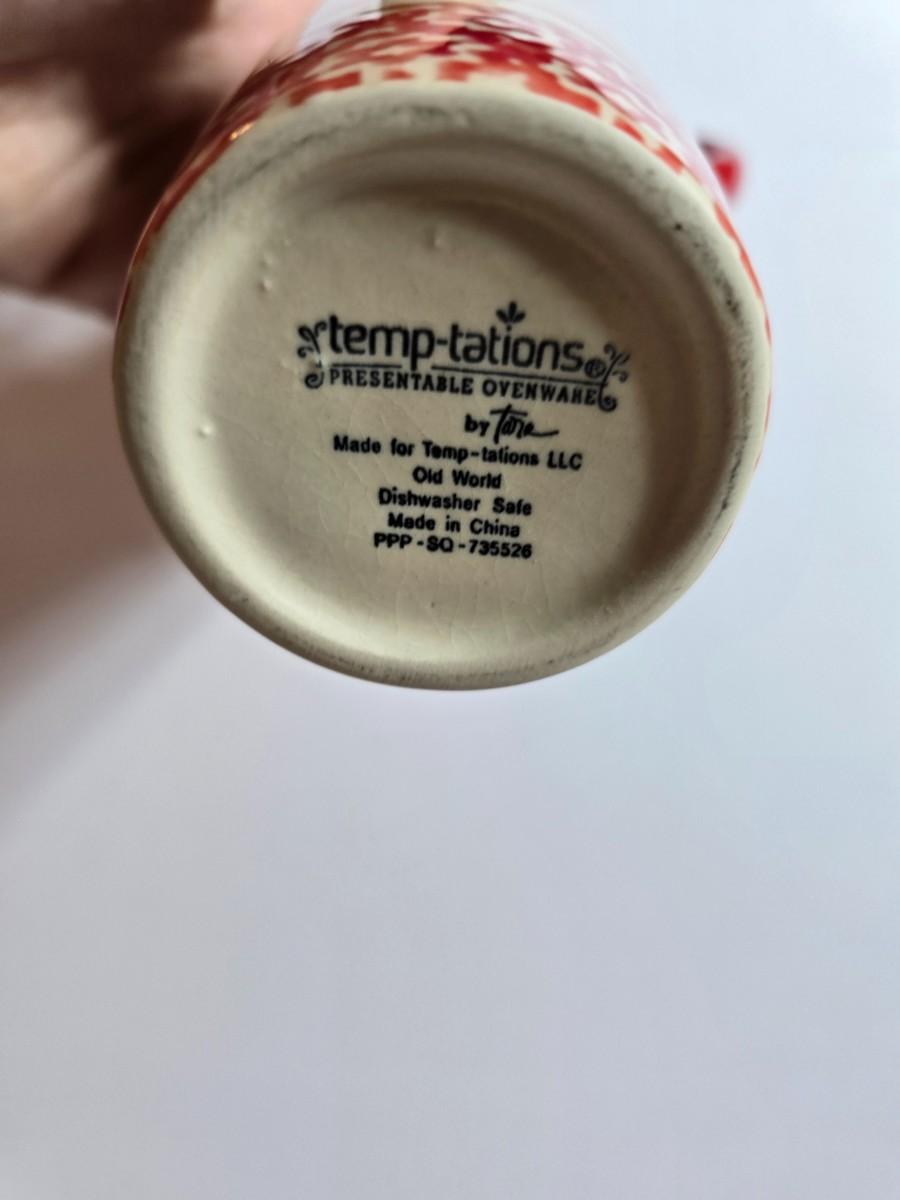 temp-tations®
PRESENTABLE OVENWARE
by Tara
Made for Temp-tations LLC
Old World
Dishwasher Safe
Made in China
PPP-SQ-735526